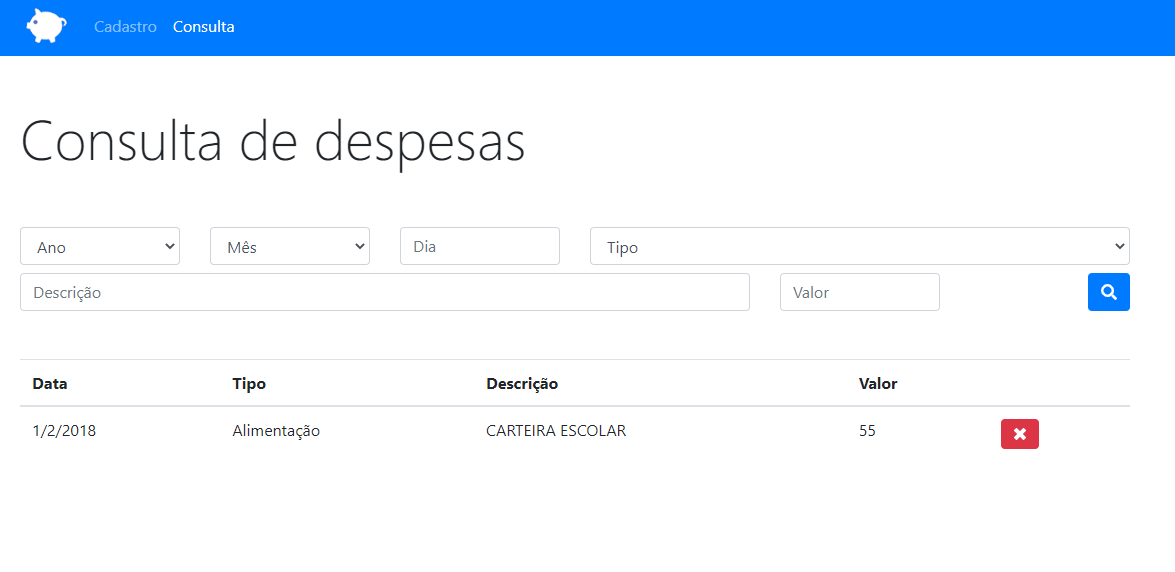 Cadastro Consulta
Consulta de despesas
Ano Mês Dia Tipo
Descrição Valor
Data Tipo Descrição Valor
1/2/2018 Alimentação CARTEIRA ESCOLAR 55